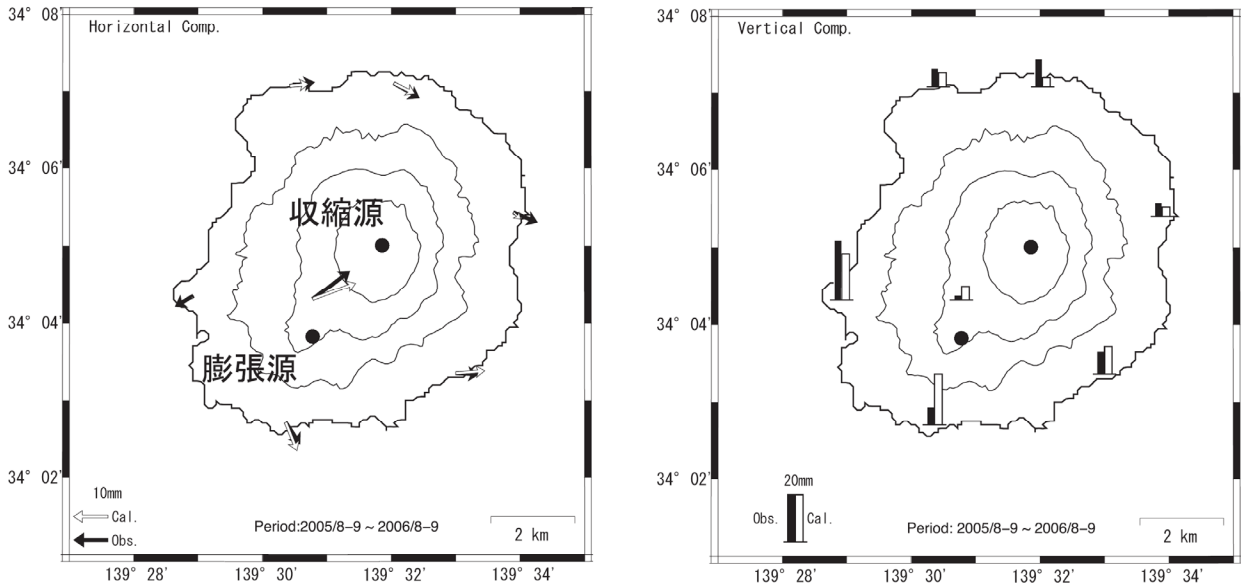 34° 08'
Horizontal Comp.
34° 06'
収縮源
34° 04'
膨張源
34° 02'
10mm
Cal.
Obs.
Period:2005/8-9 ~ 2006/8-9
2 km
139° 28'
139° 30'
139° 32'
139° 34'
34° 08'
Vertical Comp.
34° 06'
34° 04'
34° 02'
20mm
Obs.
Cal.
Period: 2005/8-9 ~ 2006/8-9
2 km
139° 28'
139° 30'
139° 32'
139° 34'